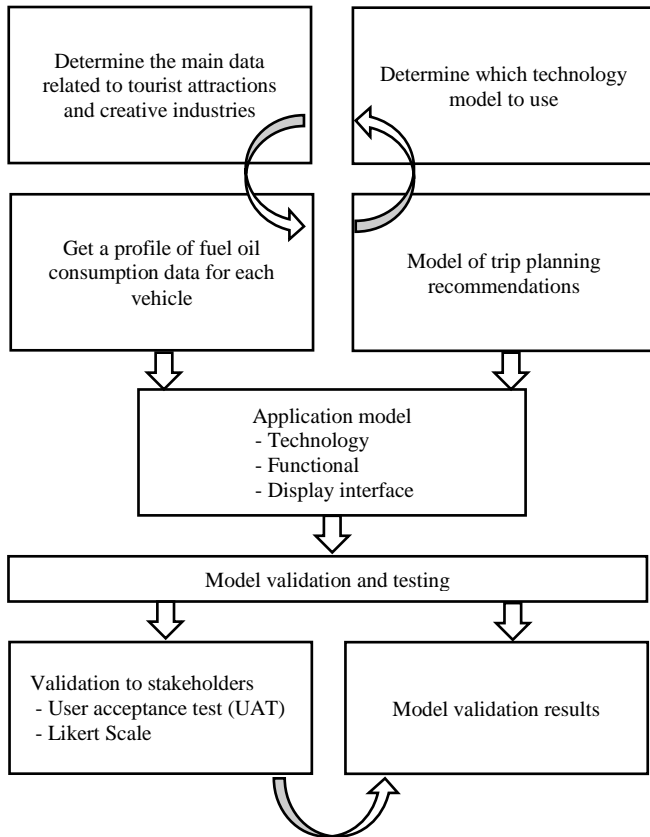 Determine the main data
related to tourist attractions
and creative industries
Determine which technology
model to use
Get a profile of fuel oil
consumption data for each
vehicle
Model of trip planning
recommendations
Application model
- Technology
- Functional
- Display interface
Model validation and testing
Validation to stakeholders
- User acceptance test (UAT)
- Likert Scale
Model validation results